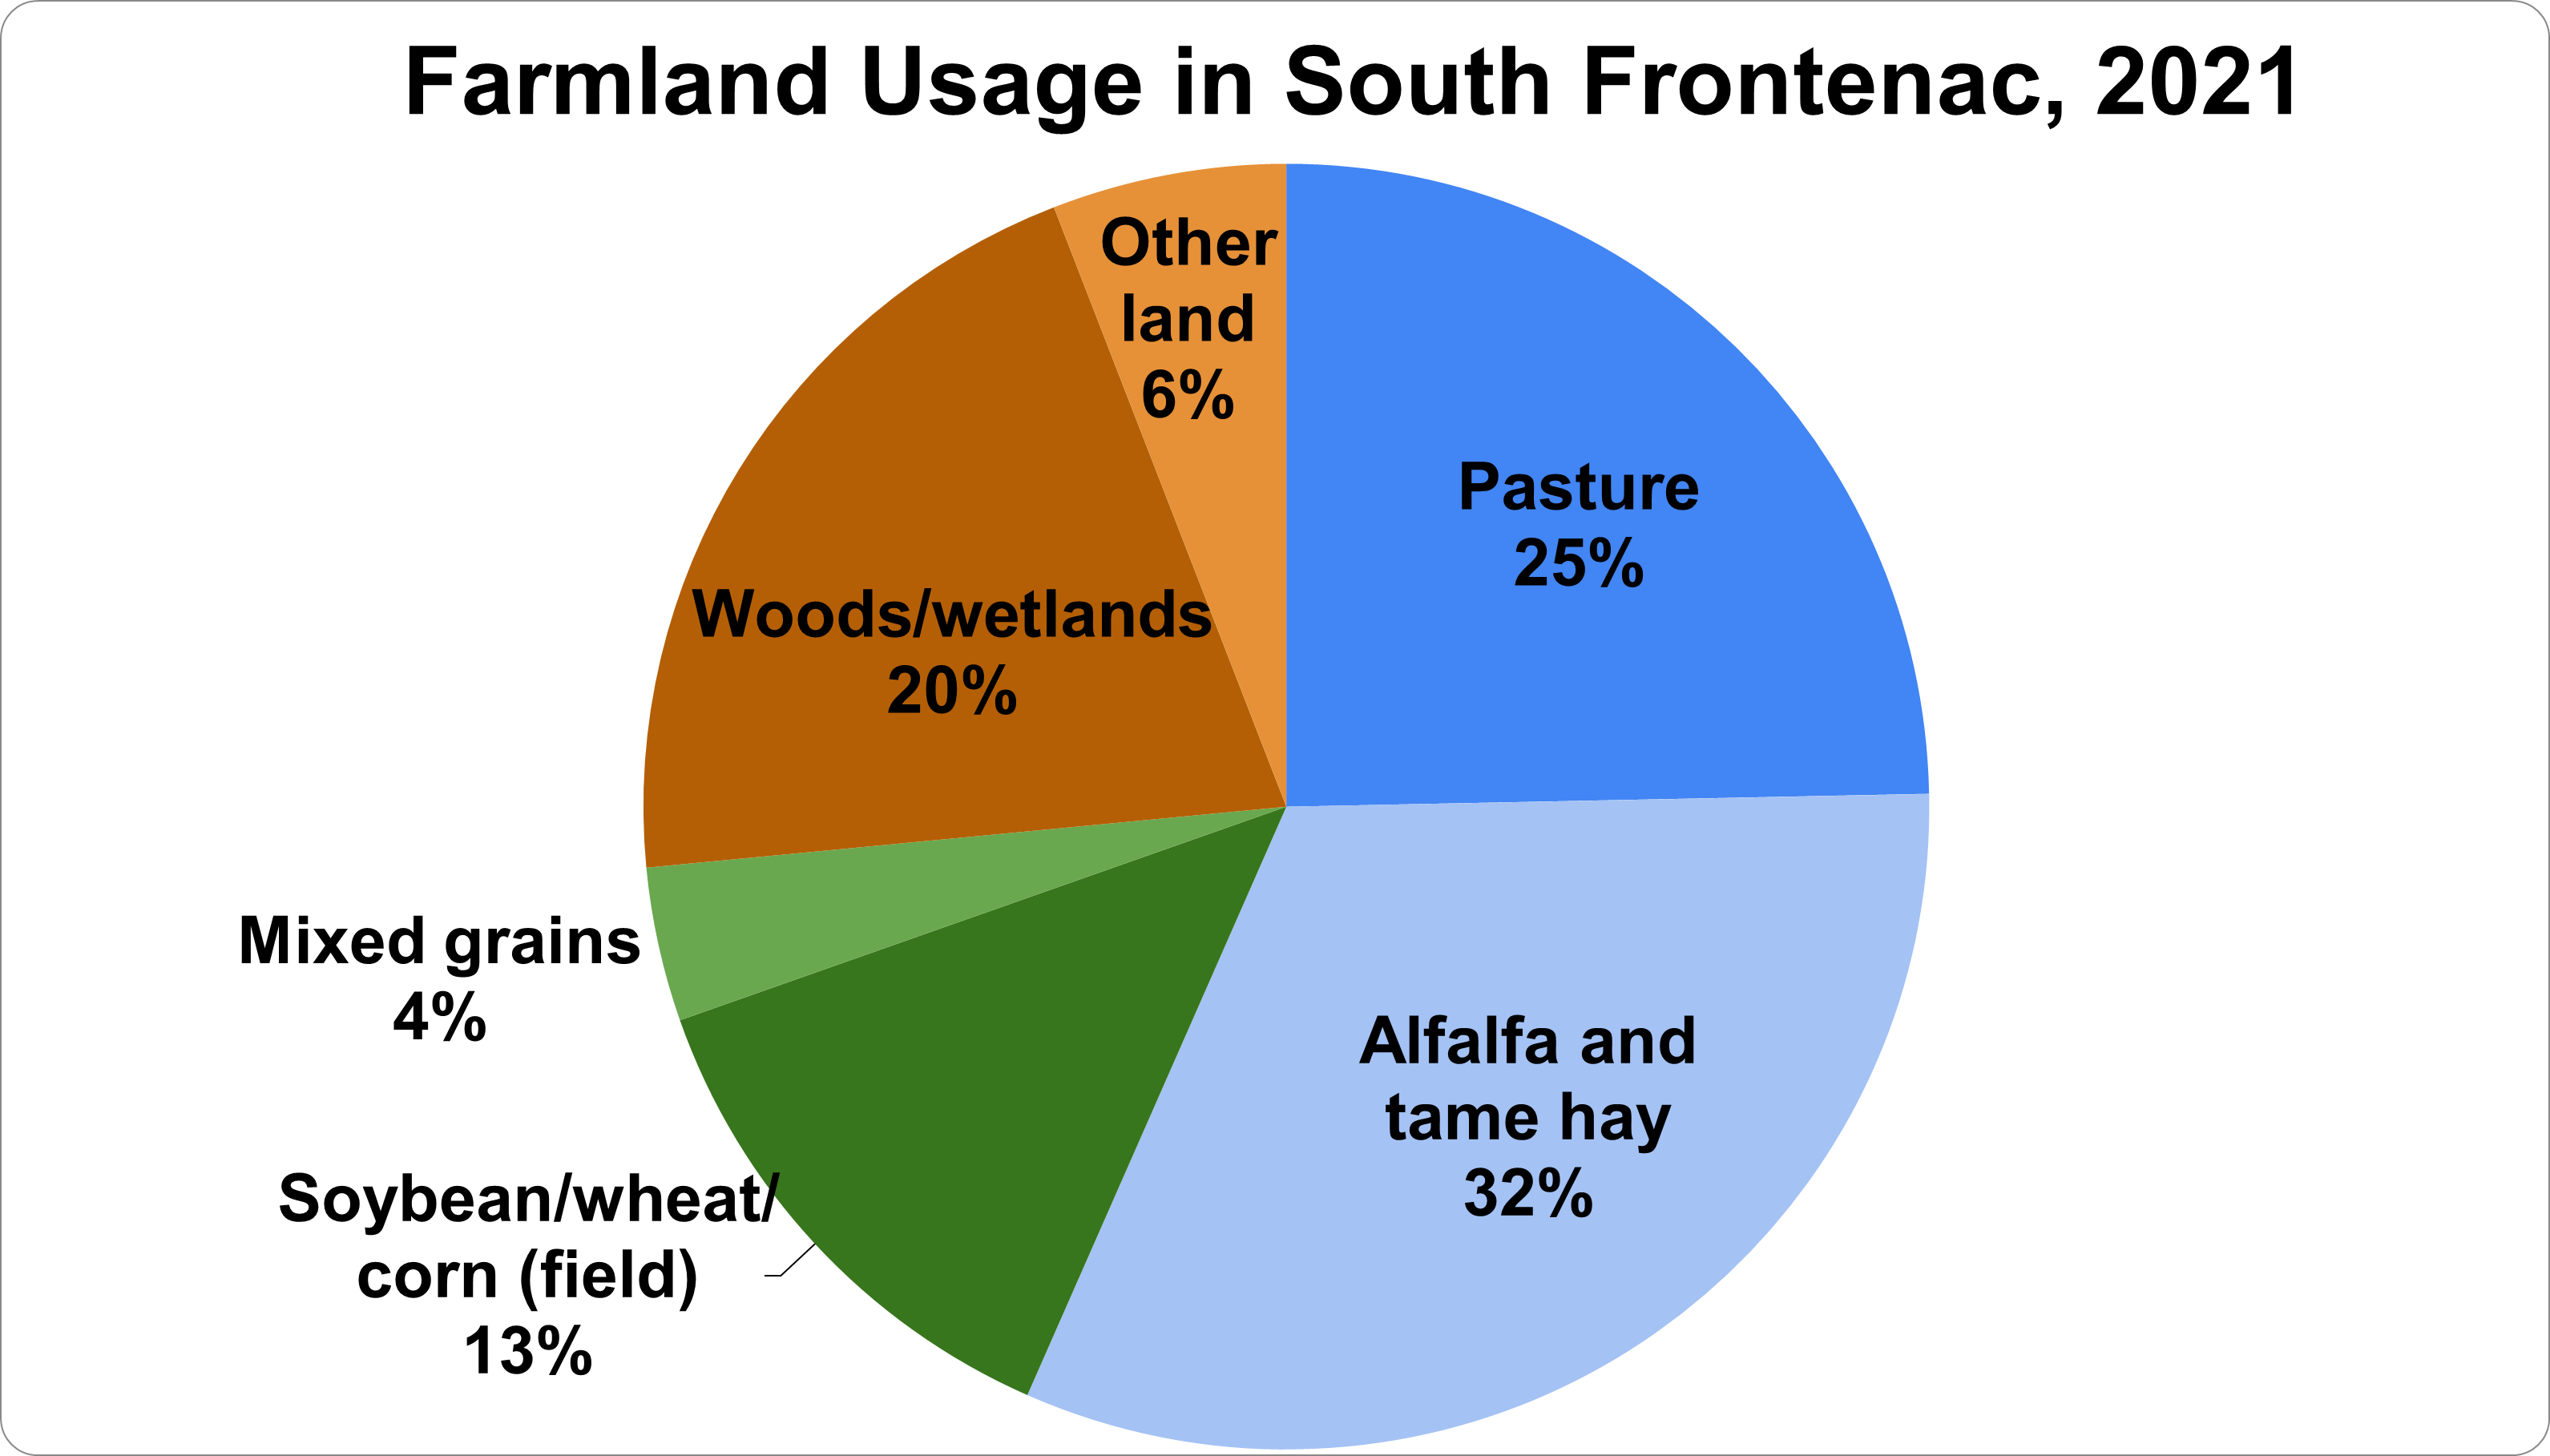 Farmland Usage in South Frontenac, 2021
Other
land
6%
Pasture
25%
Woods/wetlands
20%
Mixed grains
4%
Alfalfa and
tame hay
32%
Soybean/wheat/
corn (field)
13%